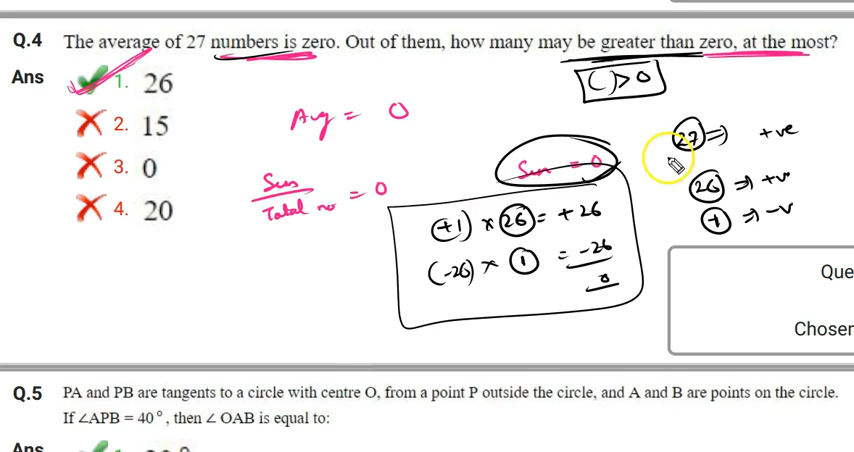 Q.4 The average of 27 numbers is zero. Out of them, how many may be greater than zero, at the most?
Ans 1. 26
2. 15
3. 0
4. 20
( ) > 0
Avg = 0
Sum = 0
Total no = 0
27 => +ve
26 => +v
1 => -v
(+1) × 26 = +26
(-26) × 1 = -26
0
Que
Choser
Q.5 PA and PB are tangents to a circle with centre O, from a point P outside the circle, and A and B are points on the circle.
If ∠APB = 40°, then ∠ OAB is equal to:
Ans